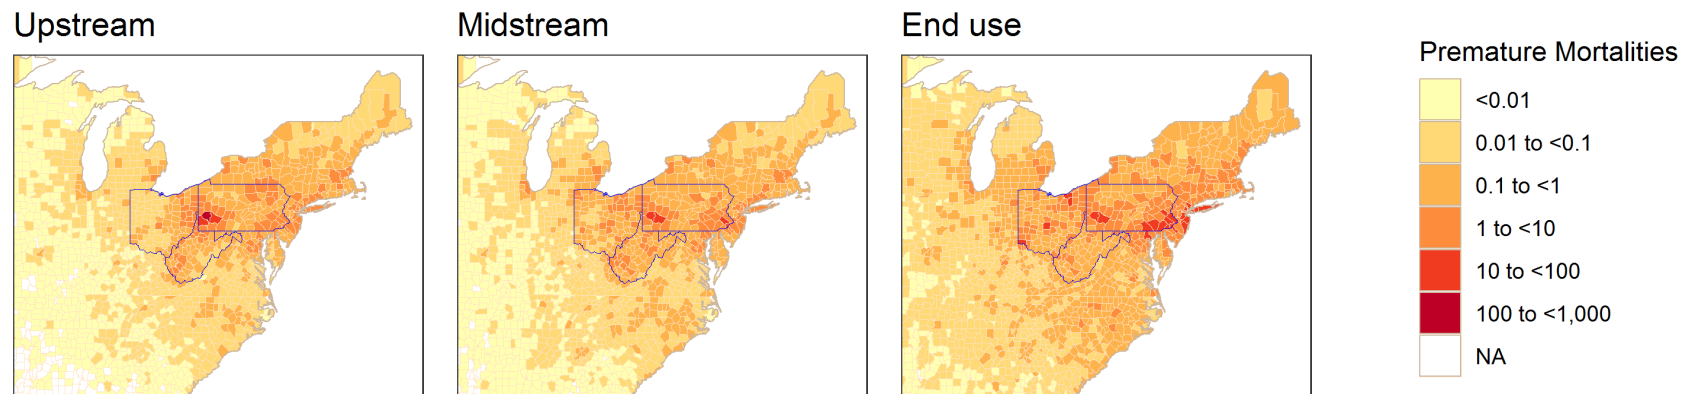 Upstream
Midstream
End use
Premature Mortalities
<0.01
0.01 to <0.1
0.1 to <1
1 to <10
10 to <100
100 to <1,000
NA